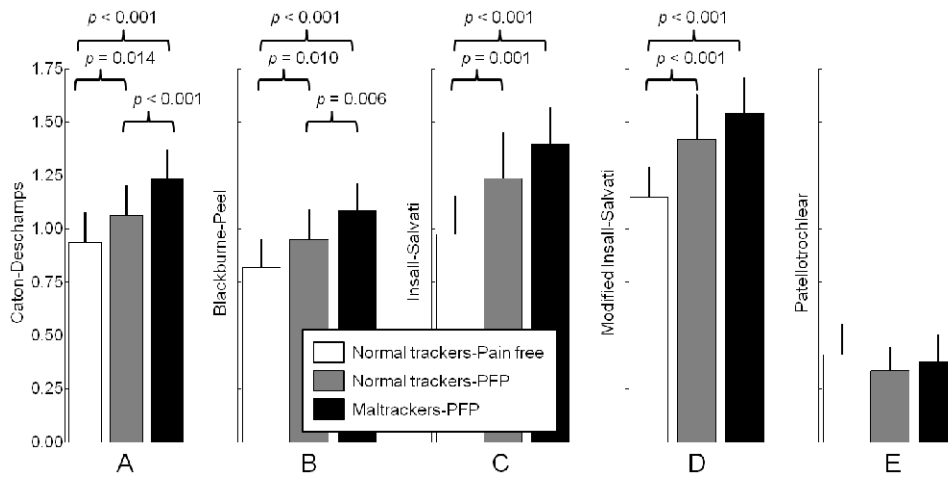 p < 0.001
p < 0.001
p < 0.001
p < 0.001
p = 0.014
p = 0.010
p = 0.001
p < 0.001
p < 0.001
p = 0.006
1.75
1.50
1.25
1.00
0.75
0.50
0.25
0.00
Caton-Deschamps
Blackburne-Peel
Insall-Salvati
Modified Insall-Salvati
Patellotrochlear
Normal trackers-Pain free
Normal trackers-PFP
Maltrackers-PFP
A
B
C
D
E